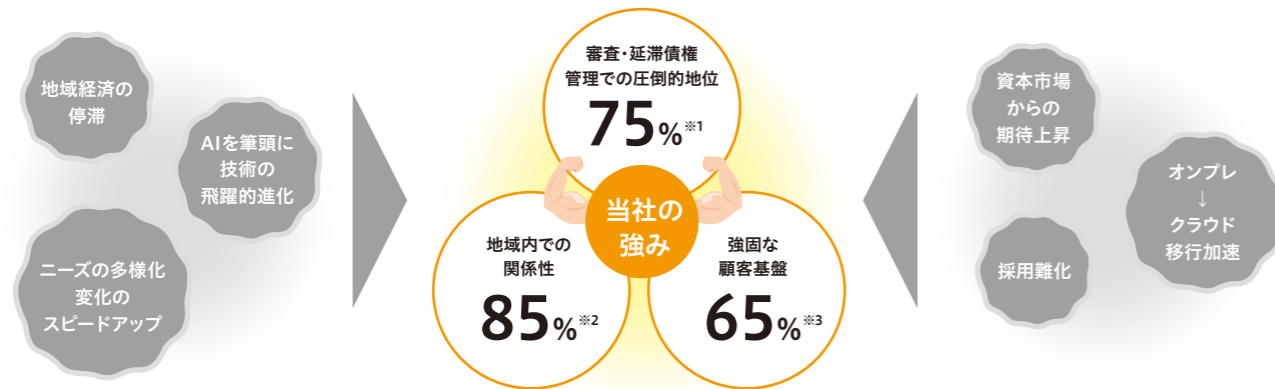 地域経済の
停滞
AIを筆頭に
技術の
飛躍的進化
ニーズの多様化
変化の
スピードアップ
審査・延滞債権
管理での圧倒的地位
75%※1
当社の
強み
地域内での
関係性
85%※2
強固な
顧客基盤
65%※3
資本市場
からの
期待上昇
オンプレ
↓
クラウド
移行加速
採用難化